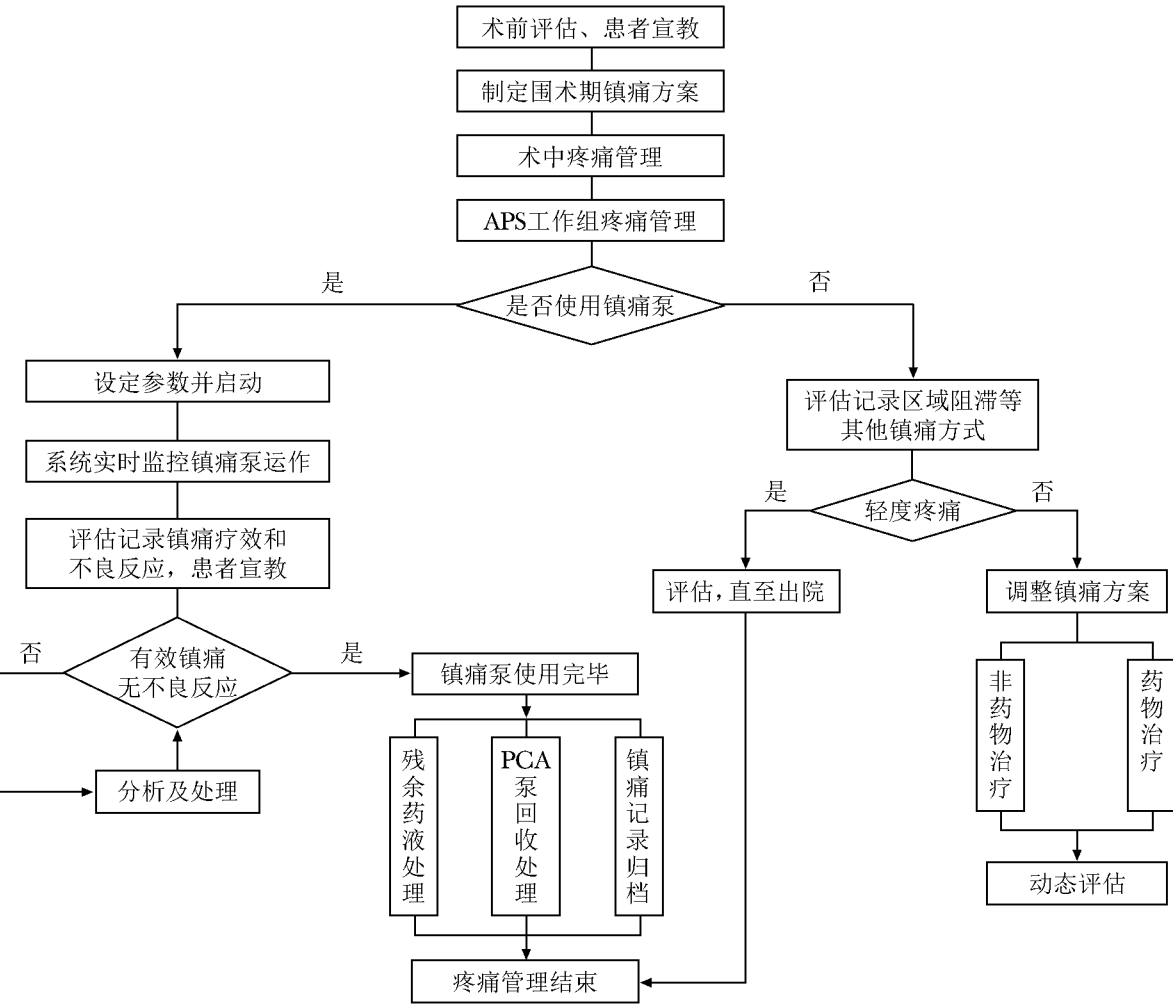 术前评估、患者宣教
制定围术期镇痛方案
术中疼痛管理
APS工作组疼痛管理
是否使用镇痛泵
是
否
设定参数并启动
系统实时监控镇痛泵运作
评估记录镇痛疗效和
不良反应，患者宣教
有效镇痛
无不良反应
否
是
分析及处理
镇痛泵使用完毕
残余药液处理
PCA
泵回收处理
镇痛记录归档
疼痛管理结束
评估记录区域阻滞等
其他镇痛方式
轻度疼痛
是
否
评估，直至出院
调整镇痛方案
非药物治疗
药物治疗
动态评估